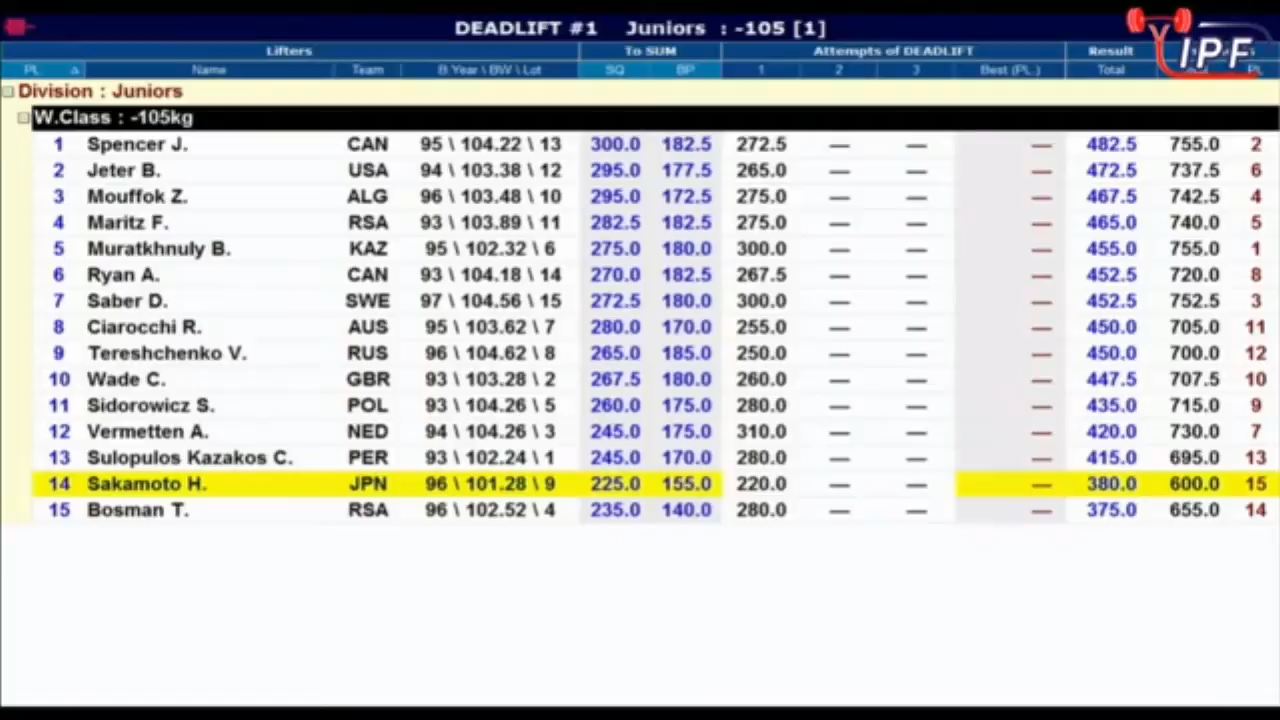 DEADLIFT #1 Juniors : -105 [1]
Lifters To SUM Attempts of DEADLIFT Result
PL Name Team B.Year \ BW \ Lot SQ BP 1 2 3 Best (PL.) Total PL
Division : Juniors
W.Class : -105kg
1 Spencer J. CAN 95 \ 104.22 \ 13 300.0 182.5 272.5 — — — 482.5 755.0 2
2 Jeter B. USA 94 \ 103.38 \ 12 295.0 177.5 265.0 — — — 472.5 737.5 6
3 Mouffok Z. ALG 96 \ 103.48 \ 10 295.0 172.5 275.0 — — — 467.5 742.5 4
4 Maritz F. RSA 93 \ 103.89 \ 11 282.5 182.5 275.0 — — — 465.0 740.0 5
5 Muratkhnuly B. KAZ 95 \ 102.32 \ 6 275.0 180.0 300.0 — — — 455.0 755.0 1
6 Ryan A. CAN 93 \ 104.18 \ 14 270.0 182.5 267.5 — — — 452.5 720.0 8
7 Saber D. SWE 97 \ 104.56 \ 15 272.5 180.0 300.0 — — — 452.5 752.5 3
8 Ciarocchi R. AUS 95 \ 103.62 \ 7 280.0 170.0 255.0 — — — 450.0 705.0 11
9 Tereshchenko V. RUS 96 \ 104.62 \ 8 265.0 185.0 250.0 — — — 450.0 700.0 12
10 Wade C. GBR 93 \ 103.28 \ 2 267.5 180.0 260.0 — — — 447.5 707.5 10
11 Sidorowicz S. POL 93 \ 104.26 \ 5 260.0 175.0 280.0 — — — 435.0 715.0 9
12 Vermetten A. NED 94 \ 104.26 \ 3 245.0 175.0 310.0 — — — 420.0 730.0 7
13 Sulopulos Kazakos C. PER 93 \ 102.24 \ 1 245.0 170.0 280.0 — — — 415.0 695.0 13
14 Sakamoto H. JPN 96 \ 101.28 \ 9 225.0 155.0 220.0 — — — 380.0 600.0 15
15 Bosman T. RSA 96 \ 102.52 \ 4 235.0 140.0 280.0 — — — 375.0 655.0 14
IPF